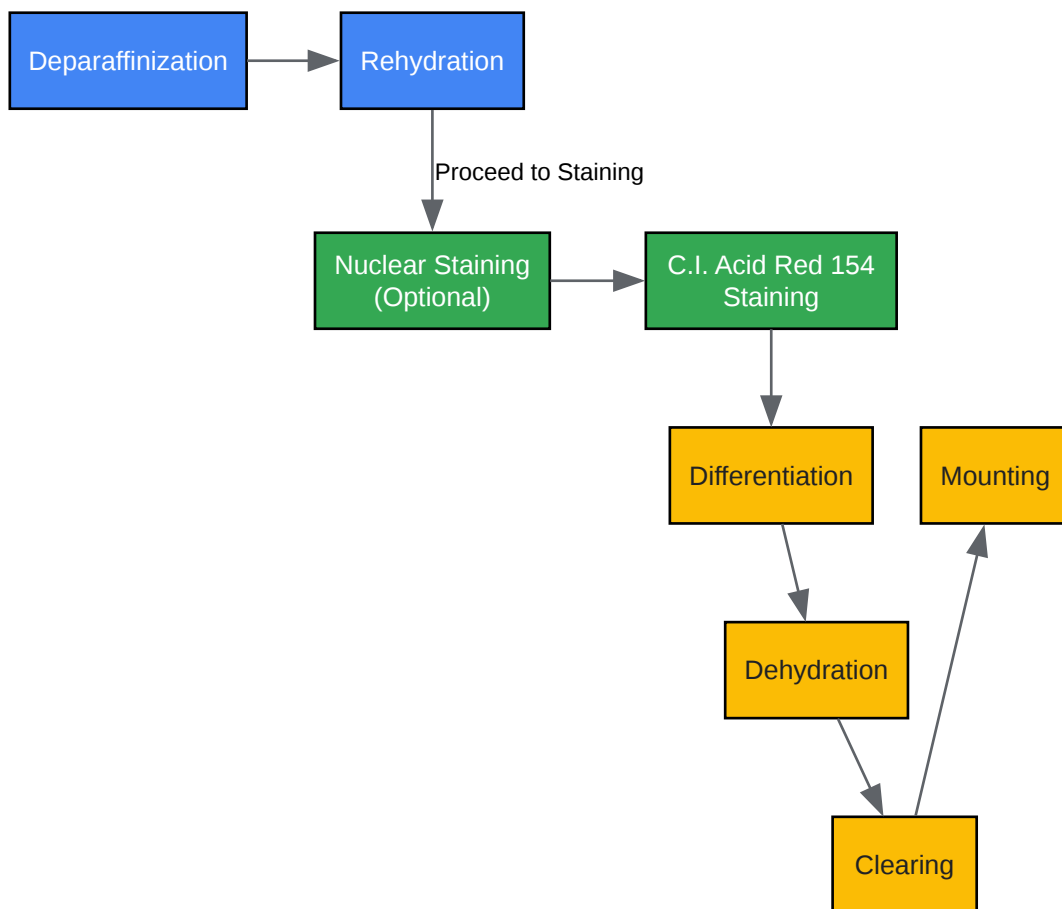 Deparaffinization
Rehydration
Proceed to Staining
Nuclear Staining
(Optional)
C.I. Acid Red 154
Staining
Differentiation
Mounting
Dehydration
Clearing